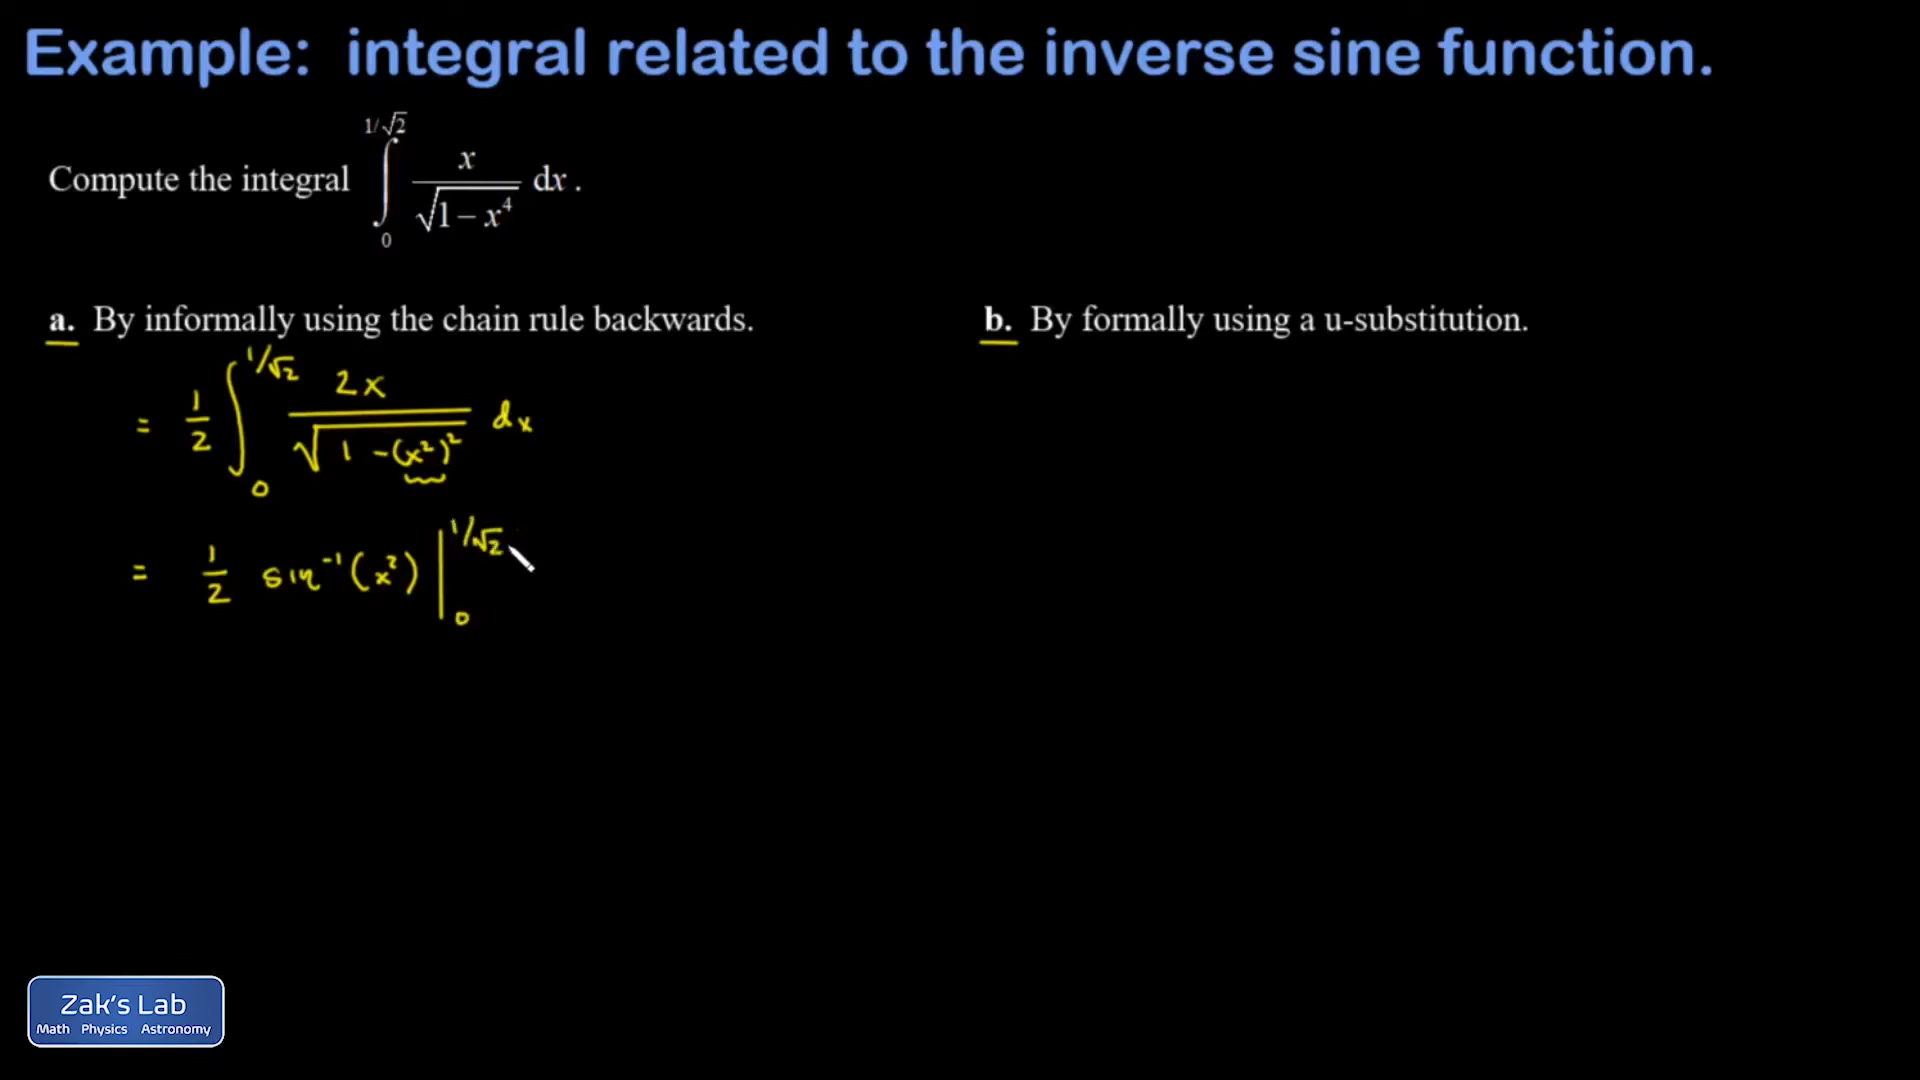 Example: integral related to the inverse sine function.
Compute the integral ∫₀^{1/√2} x/√(1 − x⁴) dx .
a. By informally using the chain rule backwards.
= 1/2 ∫₀^{1/√2} 2x/√(1 − (x²)²) dx
= 1/2 sin⁻¹(x²) |₀^{1/√2}
b. By formally using a u-substitution.
Zak's Lab
Math Physics Astronomy